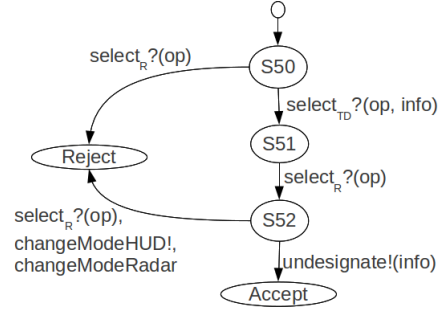 select_R?(op)
S50
select_TD?(op, info)
S51
Reject
select_R?(op)
select_R?(op),
changeModeHUD!,
changeModeRadar
S52
undesignate!(info)
Accept